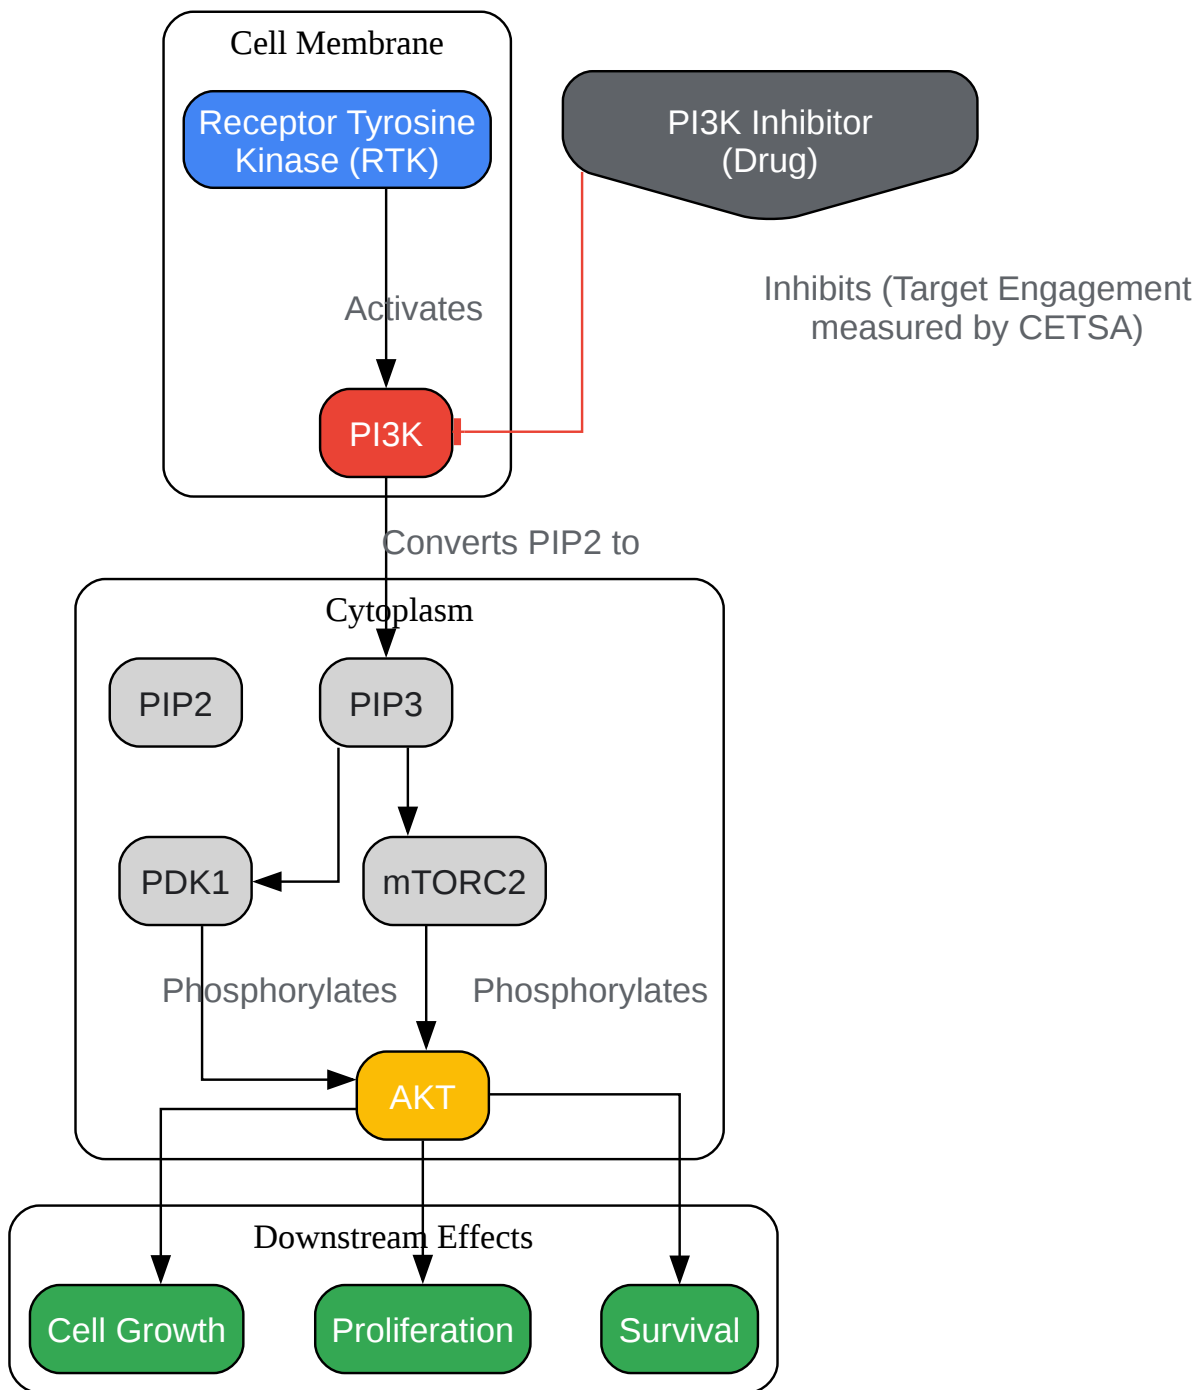 Cell Membrane
Receptor Tyrosine
Kinase (RTK)
PI3K Inhibitor
(Drug)
Activates
Inhibits (Target Engagement
measured by CETSA)
PI3K
Converts PIP2 to
Cytoplasm
PIP2
PIP3
PDK1
mTORC2
Phosphorylates
Phosphorylates
AKT
Downstream Effects
Cell Growth
Proliferation
Survival